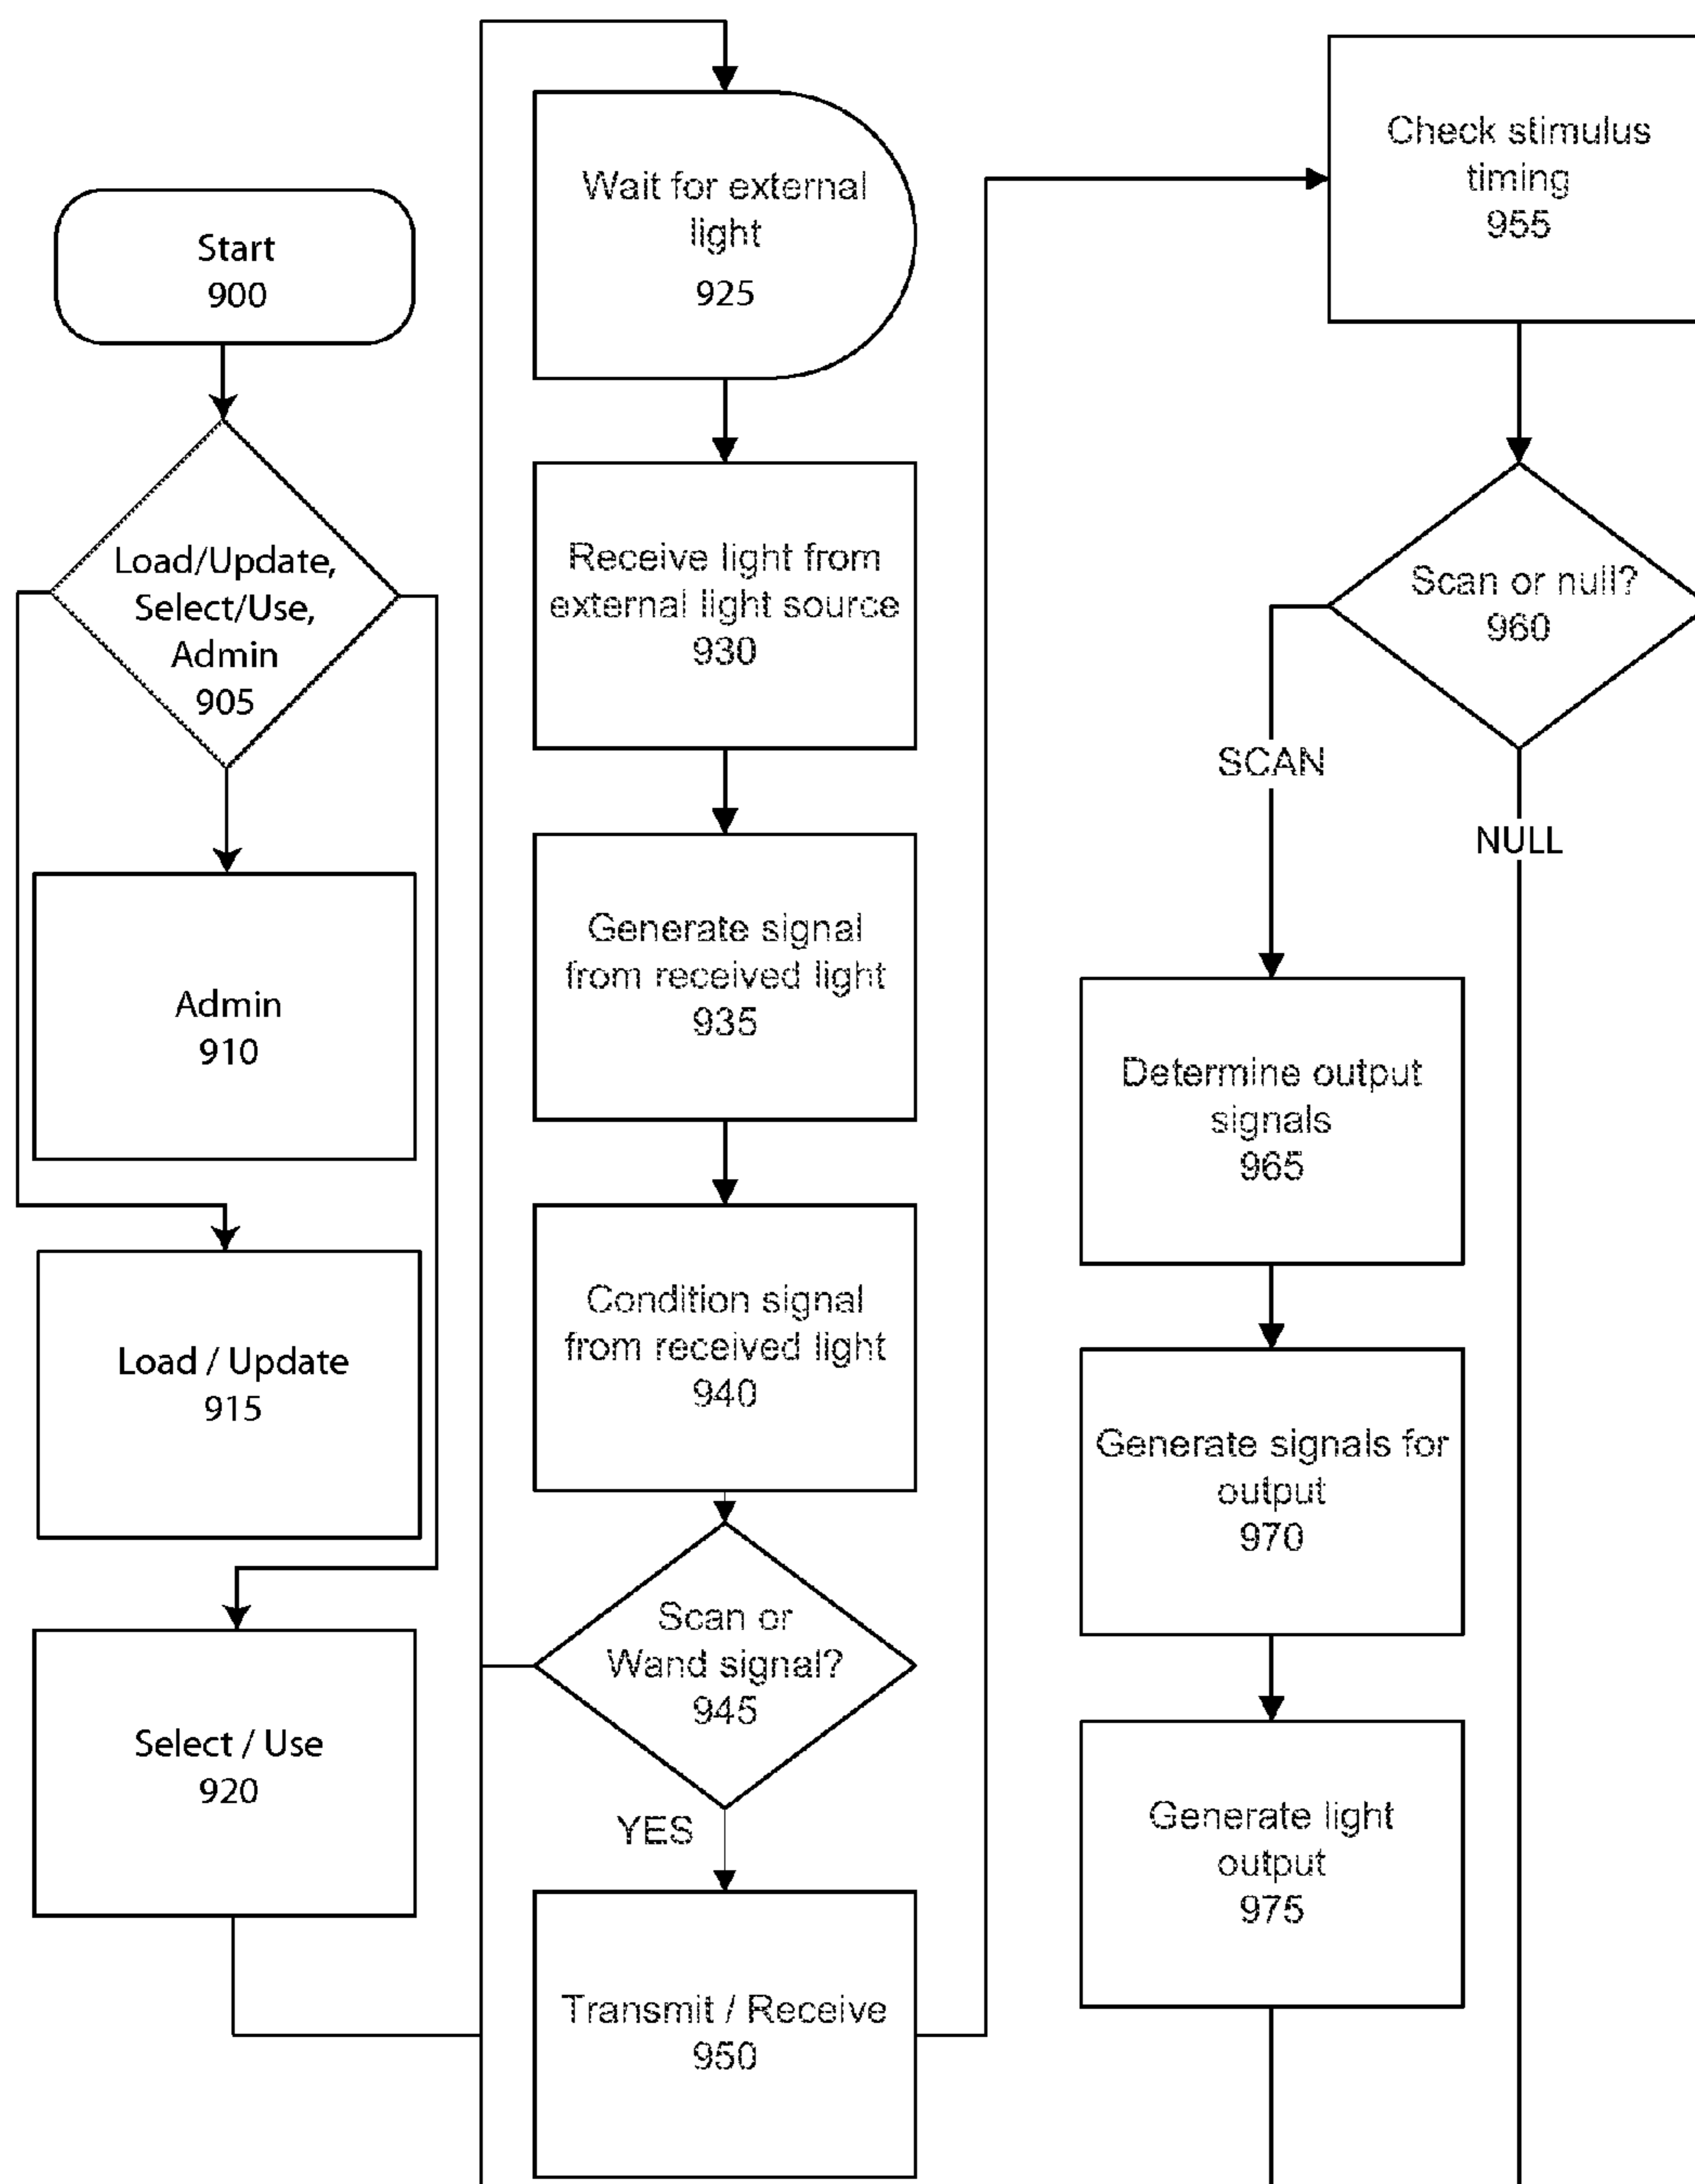 Start
900
Load/Update,
Select/Use,
Admin
905
Admin
910
Load / Update
915
Select / Use
920
Wait for external
light
925
Receive light from
external light source
930
Generate signal
from received light
935
Condition signal
from received light
940
Scan or
Wand signal?
945
YES
Transmit / Receive
950
Check stimulus
timing
955
Scan or null?
960
SCAN
NULL
Determine output
signals
965
Generate signals for
output
970
Generate light
output
975